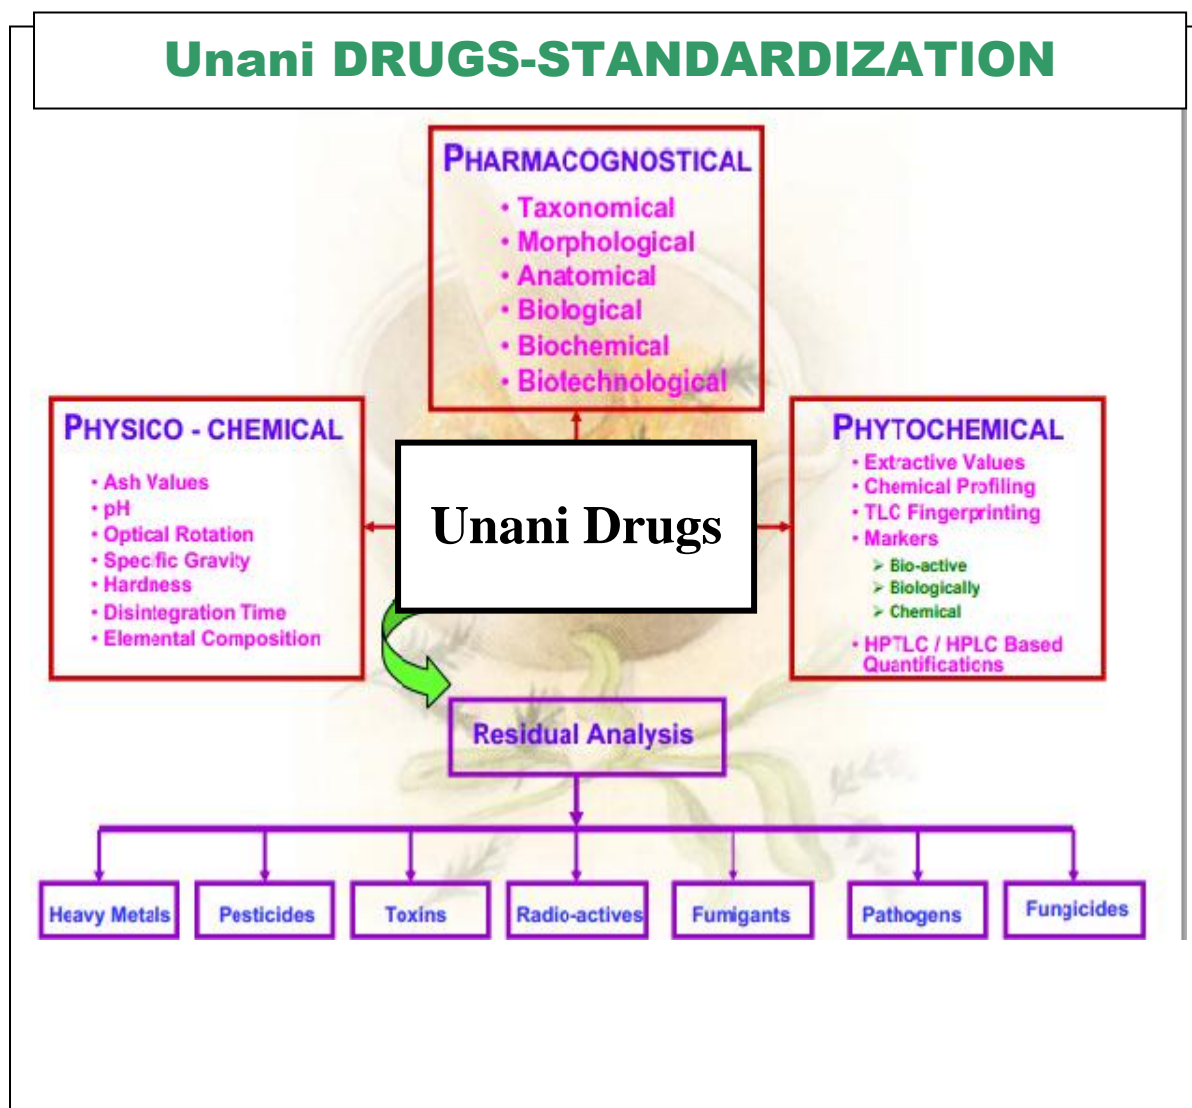 Unani DRUGS-STANDARDIZATION
PHARMACOGNOSTICAL
• Taxonomical
• Morphological
• Anatomical
• Biological
• Biochemical
• Biotechnological
PHYSICO - CHEMICAL
• Ash Values
• pH
• Optical Rotation
• Specific Gravity
• Hardness
• Disintegration Time
• Elemental Composition
Unani Drugs
PHYTOCHEMICAL
• Extractive Values
• Chemical Profiling
• TLC Fingerprinting
• Markers
➢ Bio-active
➢ Biologically
➢ Chemical
• HPTLC / HPLC Based
Quantifications
Residual Analysis
Heavy Metals
Pesticides
Toxins
Radio-actives
Fumigants
Pathogens
Fungicides